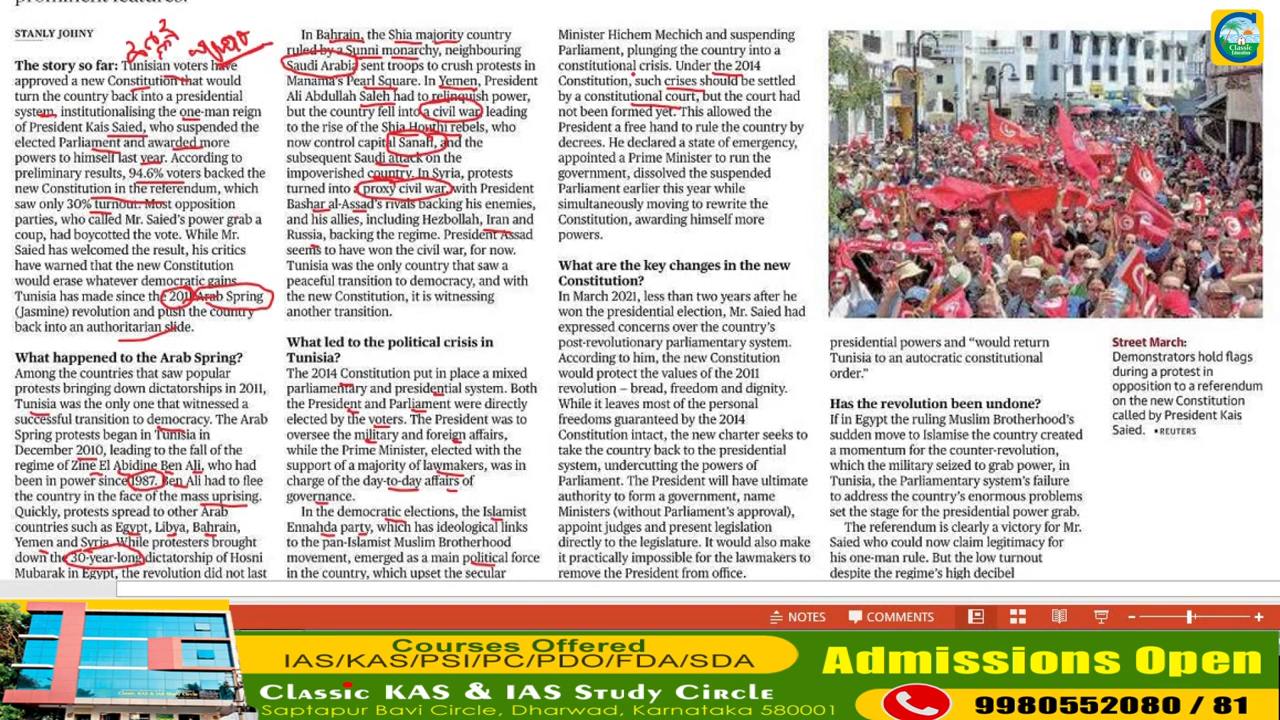 prominent features.
STANLY JOHNY
The story so far: Tunisian voters have
approved a new Constitution that would
turn the country back into a presidential
system, institutionalising the one-man reign
of President Kais Saied, who suspended the
elected Parliament and awarded more
powers to himself last year. According to
preliminary results, 94.6% voters backed the
new Constitution in the referendum, which
saw only 30% turnout. Most opposition
parties, who called Mr. Saied's power grab a
coup, had boycotted the vote. While Mr.
Saied has welcomed the result, his critics
have warned that the new Constitution
would erase whatever democratic gains
Tunisia has made since the 2011 Arab Spring
(Jasmine) revolution and push the country
back into an authoritarian slide.
What happened to the Arab Spring?
Among the countries that saw popular
protests bringing down dictatorships in 2011,
Tunisia was the only one that witnessed a
successful transition to democracy. The Arab
Spring protests began in Tunisia in
December 2010, leading to the fall of the
regime of Zine El Abidine Ben Ali, who had
been in power since 1987. Ben Ali had to flee
the country in the face of the mass uprising.
Quickly, protests spread to other Arab
countries such as Egypt, Libya, Bahrain,
Yemen and Syria. While protesters brought
down the 30-year-long dictatorship of Hosni
Mubarak in Egypt, the revolution did not last
In Bahrain, the Shia majority country
ruled by a Sunni monarchy, neighbouring
Saudi Arabia sent troops to crush protests in
Manama's Pearl Square. In Yemen, President
Ali Abdullah Saleh had to relinquish power,
but the country fell into a civil war, leading
to the rise of the Shia Houthi rebels, who
now control capital Sana'a, and the
subsequent Saudi attack on the
impoverished country. In Syria, protests
turned into a proxy civil war, with President
Bashar al-Assad's rivals backing his enemies,
and his allies, including Hezbollah, Iran and
Russia, backing the regime. President Assad
seems to have won the civil war, for now.
Tunisia was the only country that saw a
peaceful transition to democracy, and with
the new Constitution, it is witnessing
another transition.
What led to the political crisis in
Tunisia?
The 2014 Constitution put in place a mixed
parliamentary and presidential system. Both
the President and Parliament were directly
elected by the voters. The President was to
oversee the military and foreign affairs,
while the Prime Minister, elected with the
support of a majority of lawmakers, was in
charge of the day-to-day affairs of
governance.
In the democratic elections, the Islamist
Ennahda party, which has ideological links
to the pan-Islamist Muslim Brotherhood
movement, emerged as a main political force
in the country, which upset the secular
Minister Hichem Mechich and suspending
Parliament, plunging the country into a
constitutional crisis. Under the 2014
Constitution, such crises should be settled
by a constitutional court, but the court had
not been formed yet. This allowed the
President a free hand to rule the country by
decrees. He declared a state of emergency,
appointed a Prime Minister to run the
government, dissolved the suspended
Parliament earlier this year while
simultaneously moving to rewrite the
Constitution, awarding himself more
powers.
What are the key changes in the new
Constitution?
In March 2021, less than two years after he
won the presidential election, Mr. Saied had
expressed concerns over the country's
post-revolutionary parliamentary system.
According to him, the new Constitution
would protect the values of the 2011
revolution – bread, freedom and dignity.
While it leaves most of the personal
freedoms guaranteed by the 2014
Constitution intact, the new charter seeks to
take the country back to the presidential
system, undercutting the powers of
Parliament. The President will have ultimate
authority to form a government, name
Ministers (without Parliament's approval),
appoint judges and present legislation
directly to the legislature. It would also make
it practically impossible for the lawmakers to
remove the President from office.
presidential powers and “would return
Tunisia to an autocratic constitutional
order.”
Has the revolution been undone?
If in Egypt the ruling Muslim Brotherhood's
sudden move to Islamise the country created
a momentum for the counter-revolution,
which the military seized to grab power, in
Tunisia, the Parliamentary system's failure
to address the country's enormous problems
set the stage for the presidential power grab.
The referendum is clearly a victory for Mr.
Saied who could now claim legitimacy for
his one-man rule. But the low turnout
despite the regime's high decibel
Street March:
Demonstrators hold flags
during a protest in
opposition to a referendum
on the new Constitution
called by President Kais
Saied. • REUTERS
Classic
Education
NOTES
COMMENTS
Courses Offered
IAS/KAS/PSI/PC/PDO/FDA/SDA
Classic KAS & IAS Study Circle
Saptapur Bavi Circle, Dharwad, Karnataka 580001
Admissions Open
9980552080 / 81